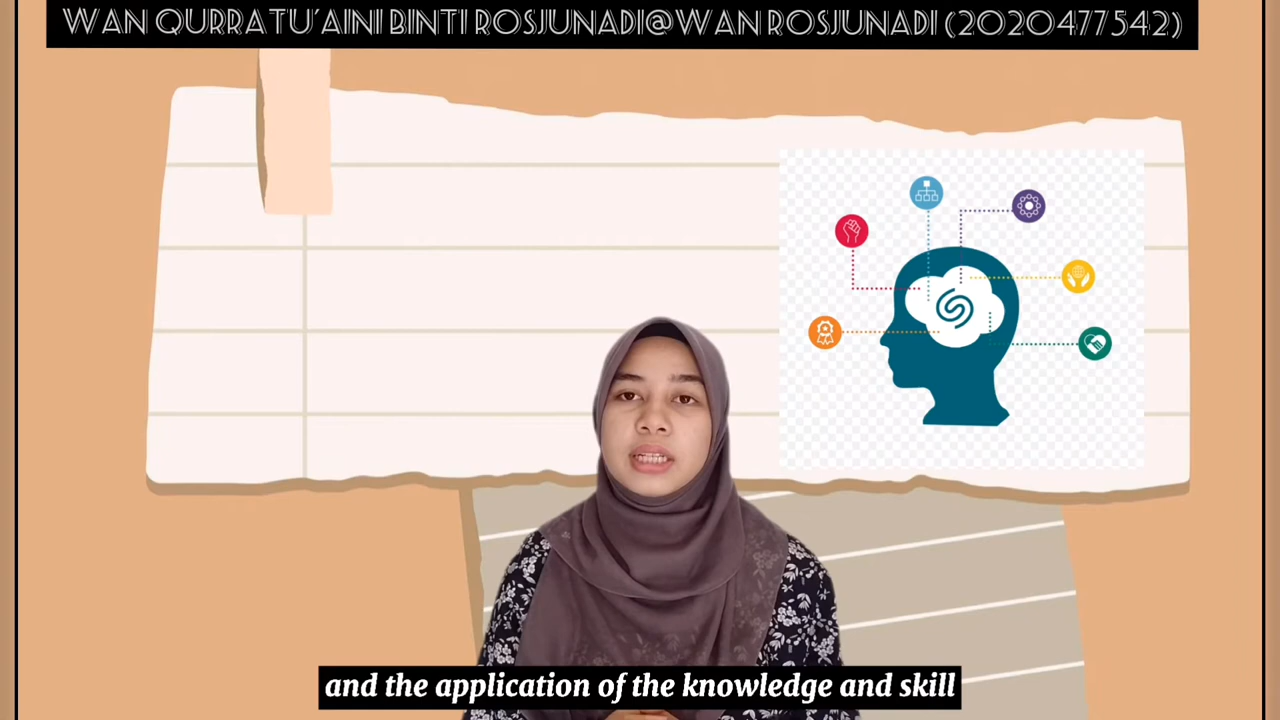 WAN QURRATU'AINI BINTI ROSJUNADI@WAN ROSJUNADI (2020477542)
and the application of the knowledge and skill